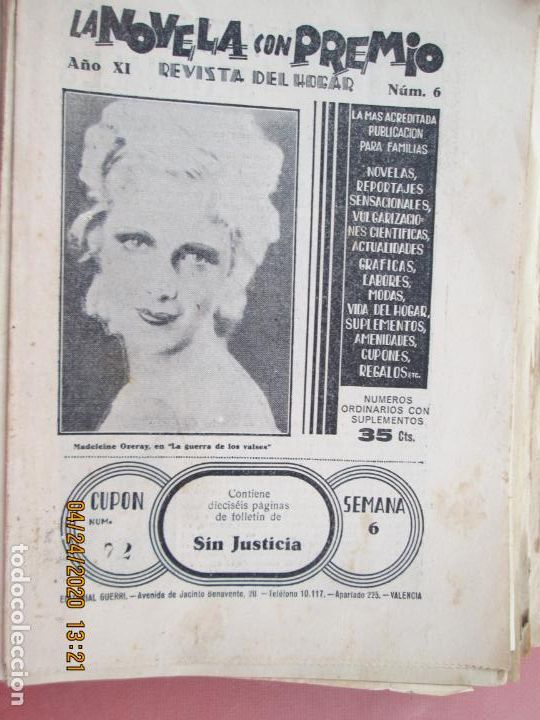 LA NOVELA CON PREMIO
Año XI REVISTA DEL HOGAR Núm. 6
LA MAS ACREDITADA
PUBLICACION
PARA FAMILIAS
NOVELAS,
REPORTAJES
SENSACIONALES,
VULGARIZACIO-
NES CIENTIFICAS,
ACTUALIDADES
GRAFICAS,
LABORES,
MODAS,
VIDA DEL HOGAR,
SUPLEMENTOS,
AMENIDADES,
CUPONES,
REGALOS ETC.
NUMEROS
ORDINARIOS CON
SUPLEMENTOS
35 Cts.
Madeleine Ozeray, en "La guerra de los valses"
CUPON
NUM.
72
Contiene
dieciséis páginas
de folletín de
Sin Justicia
SEMANA
6
GUERRI. — Avenida de Jacinto Benavente, 20 — Teléfono 10.117. — Apartado 225. — VALENCIA
04/24/2020 13:21
todocoleccion